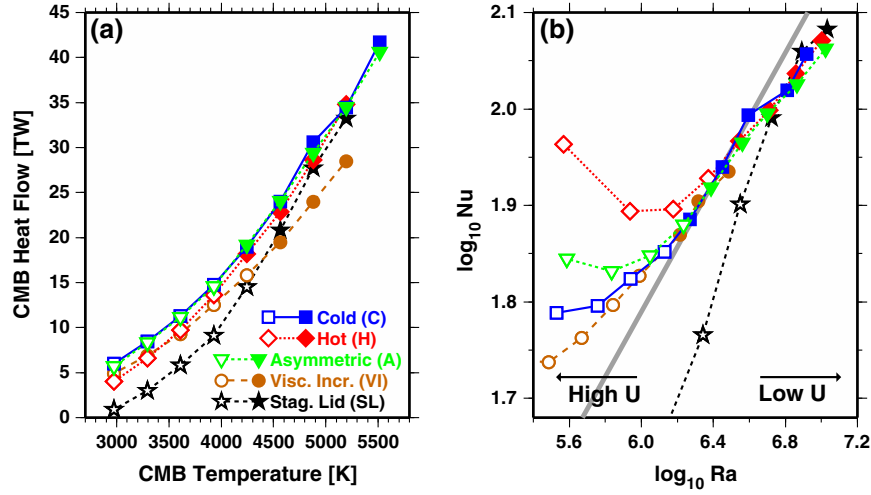 (a)
CMB Heat Flow [TW]
45
40
35
30
25
20
15
10
5
0
Cold (C)
Hot (H)
Asymmetric (A)
Visc. Incr. (VI)
Stag. Lid (SL)
3000 3500 4000 4500 5000 5500
CMB Temperature [K]
(b)
log10 Nu
2.1
2.0
1.9
1.8
1.7
High U
Low U
5.6 6.0 6.4 6.8 7.2
log10 Ra